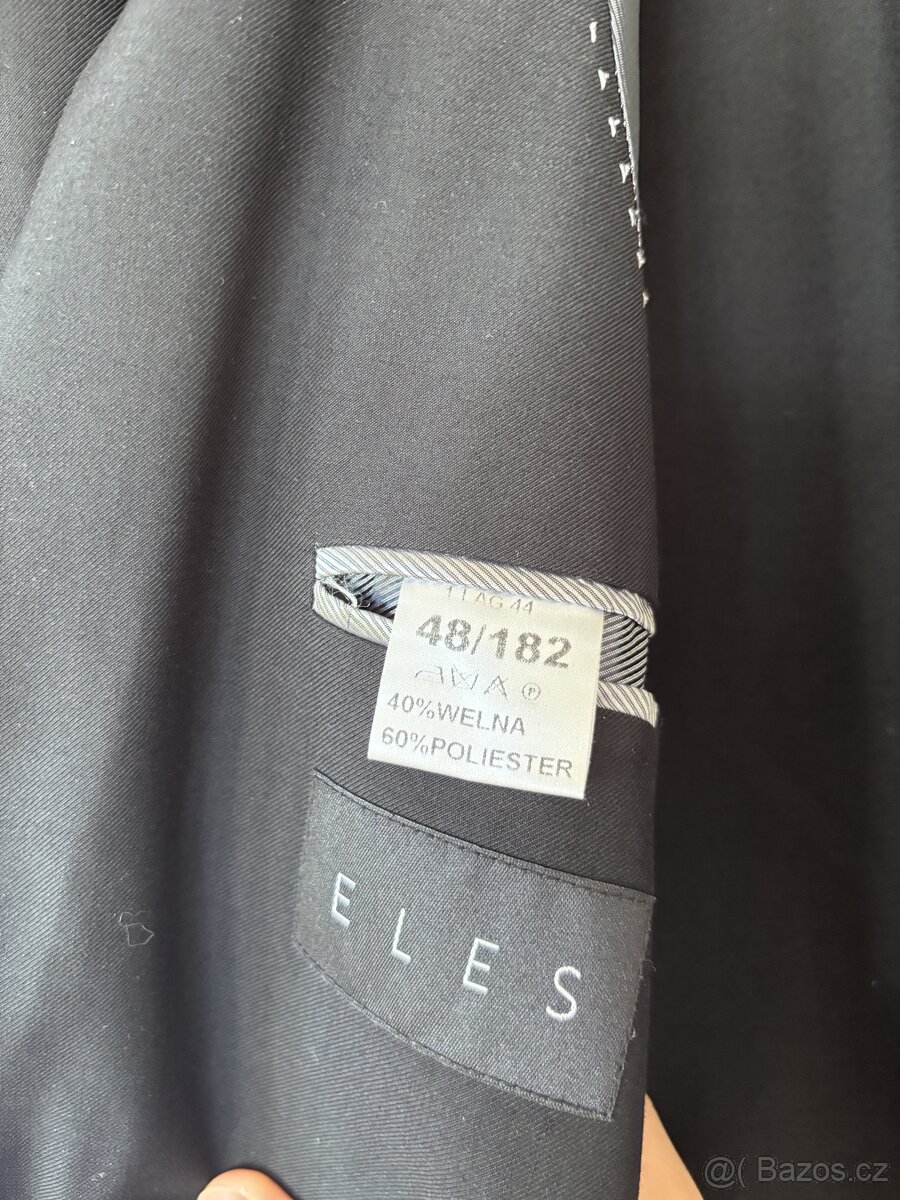 48/182
40%WELNA
60%POLIESTER
ELES
@( Bazos.cz